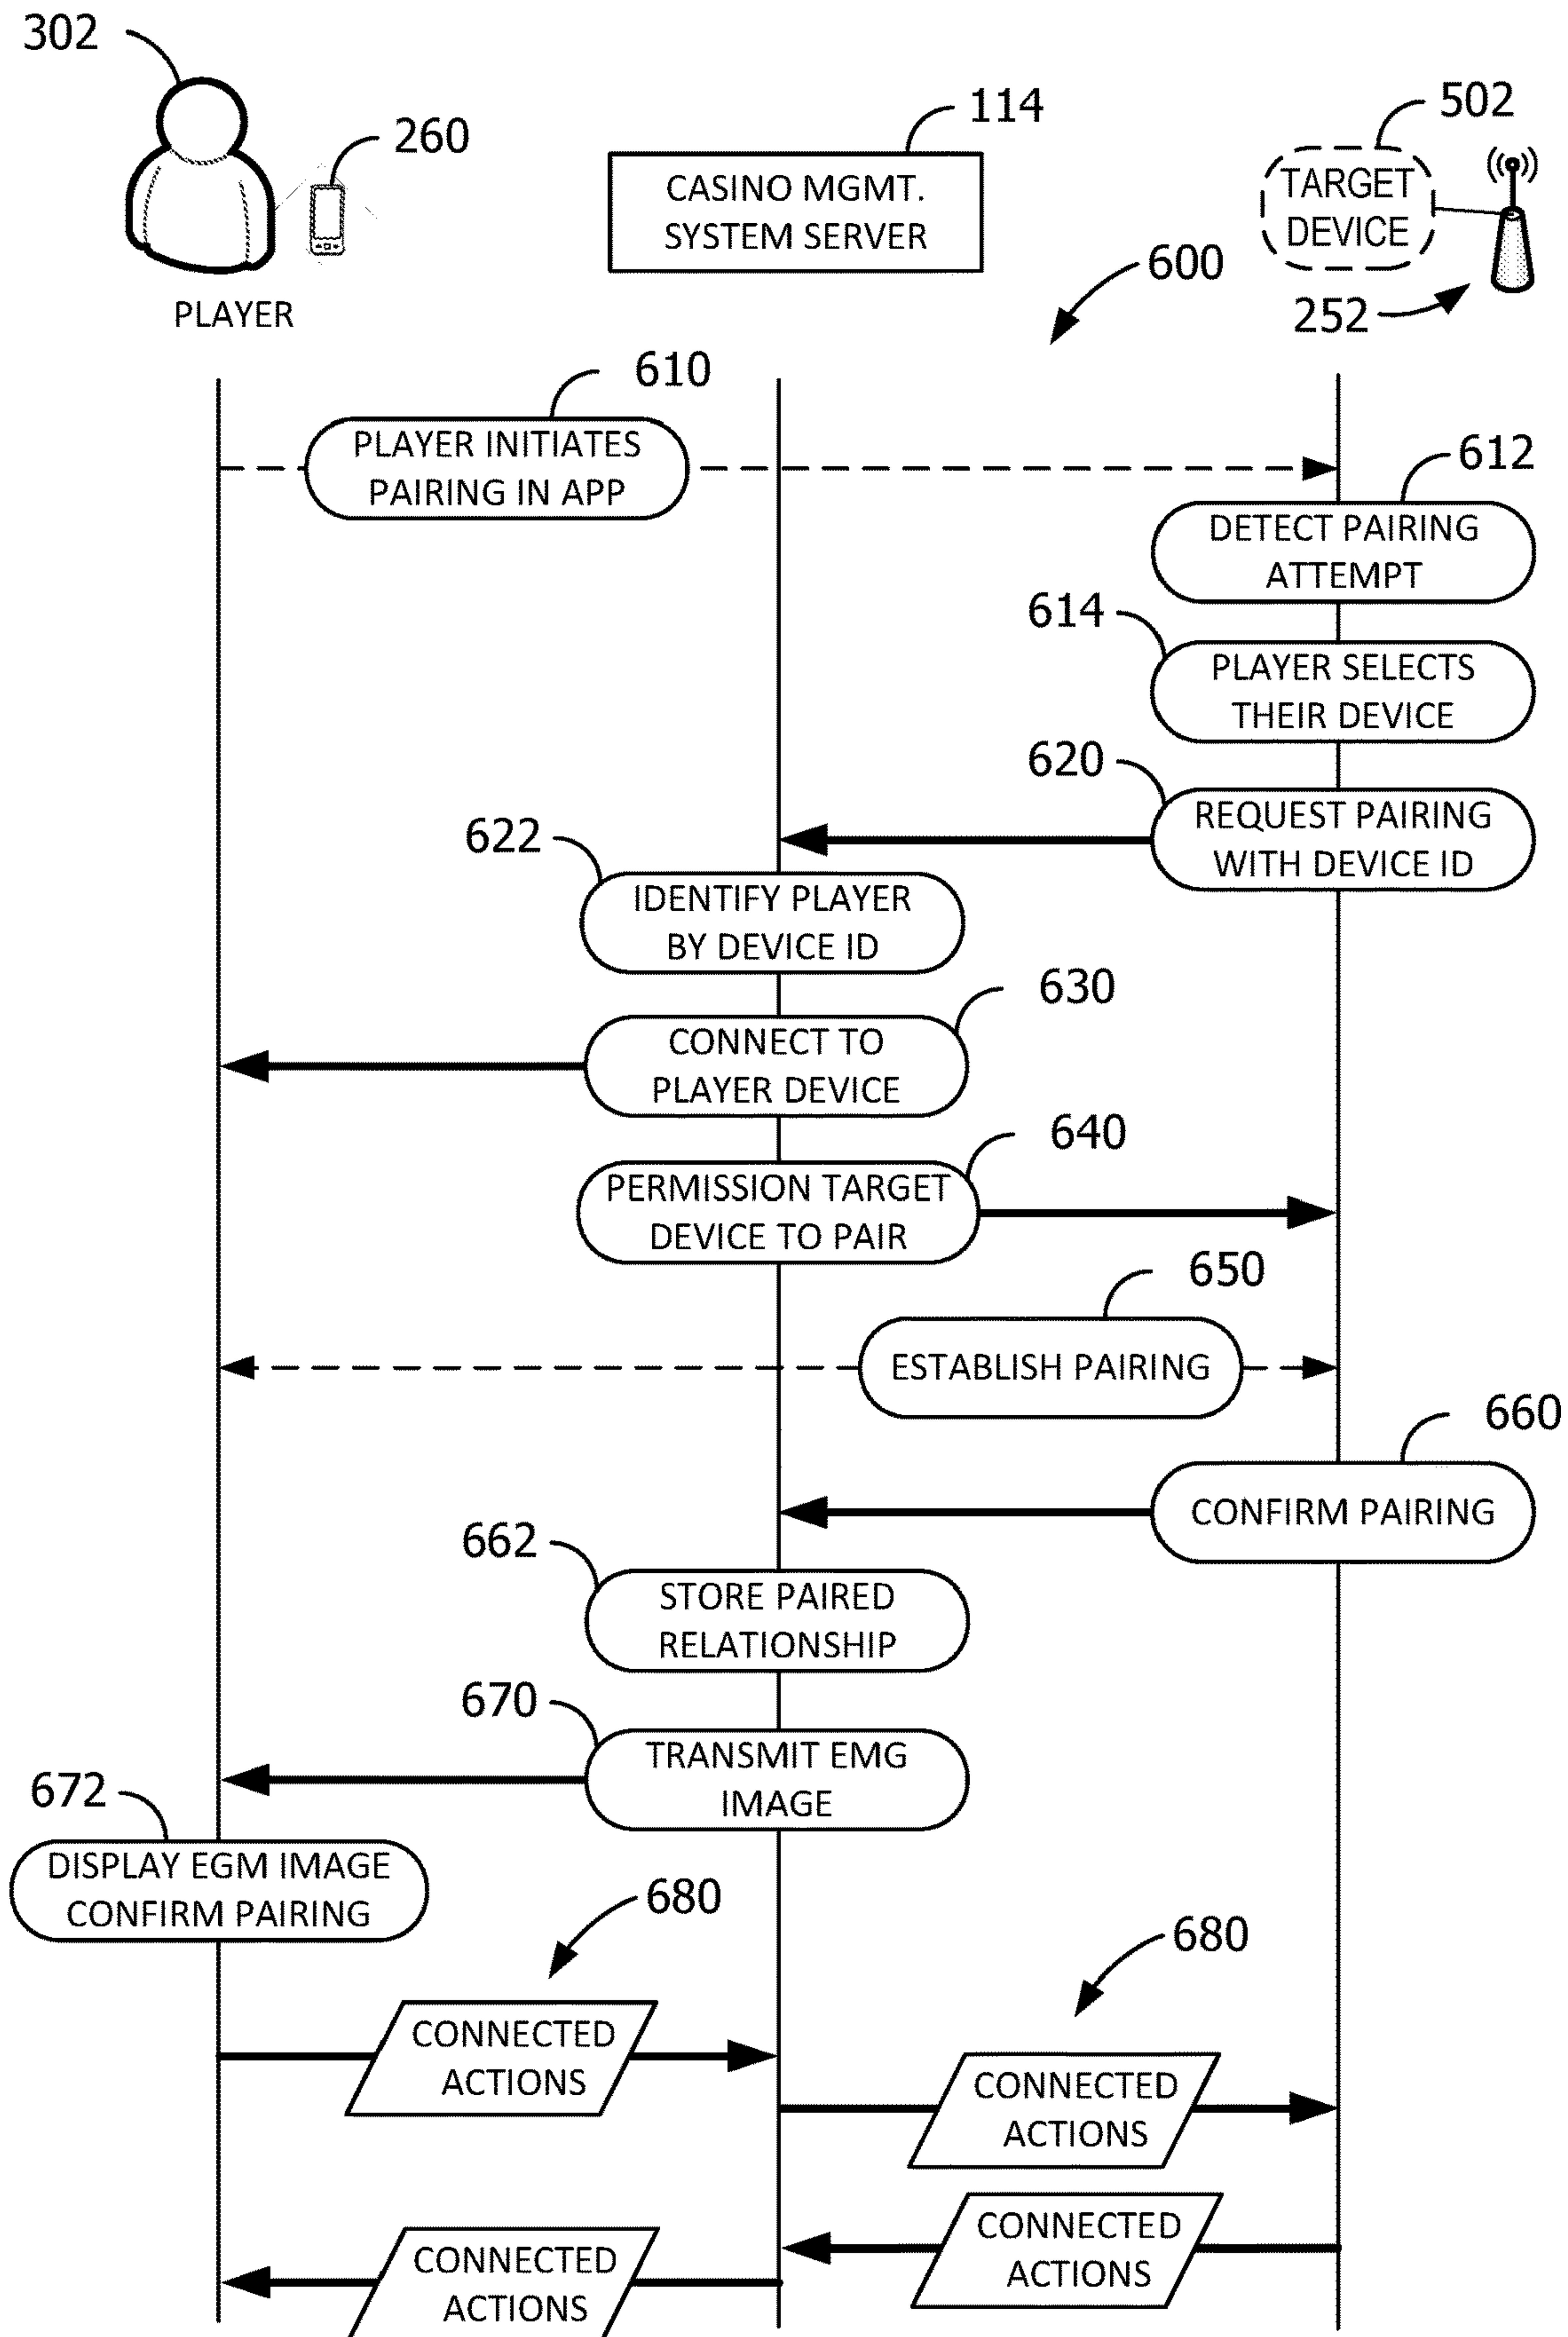 302
260
114
502
CASINO MGMT.
SYSTEM SERVER
TARGET
DEVICE
600
252
PLAYER
610
PLAYER INITIATES
PAIRING IN APP
612
DETECT PAIRING
ATTEMPT
614
PLAYER SELECTS
THEIR DEVICE
620
REQUEST PAIRING
WITH DEVICE ID
622
IDENTIFY PLAYER
BY DEVICE ID
630
CONNECT TO
PLAYER DEVICE
640
PERMISSION TARGET
DEVICE TO PAIR
650
ESTABLISH PAIRING
660
CONFIRM PAIRING
662
STORE PAIRED
RELATIONSHIP
670
TRANSMIT EMG
IMAGE
672
DISPLAY EGM IMAGE
CONFIRM PAIRING
680
680
CONNECTED
ACTIONS
CONNECTED
ACTIONS
CONNECTED
ACTIONS
CONNECTED
ACTIONS